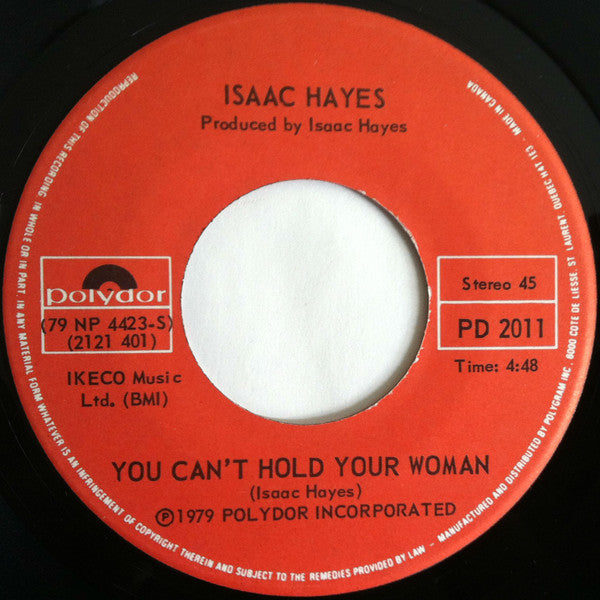 ISAAC HAYES
Produced by Isaac Hayes
polydor
(79 NP 4423-S)
(2121 401)
IKECO Music
Ltd. (BMI)
Stereo 45
PD 2011
Time: 4:48
YOU CAN'T HOLD YOUR WOMAN
(Isaac Hayes)
℗1979 POLYDOR INCORPORATED
REPRODUCTION OF THIS RECORDING IN WHOLE OR IN PART, IN ANY MATERIAL FORM WHATEVER IS AN INFRINGEMENT OF COPYRIGHT THEREIN AND SUBJECT TO THE REMEDIES PROVIDED BY LAW – MANUFACTURED AND DISTRIBUTED BY POLYGRAM INC. 8000 COTE DE LIESSE, ST LAURENT, QUEBEC H4T 1E3 – MADE IN CANADA